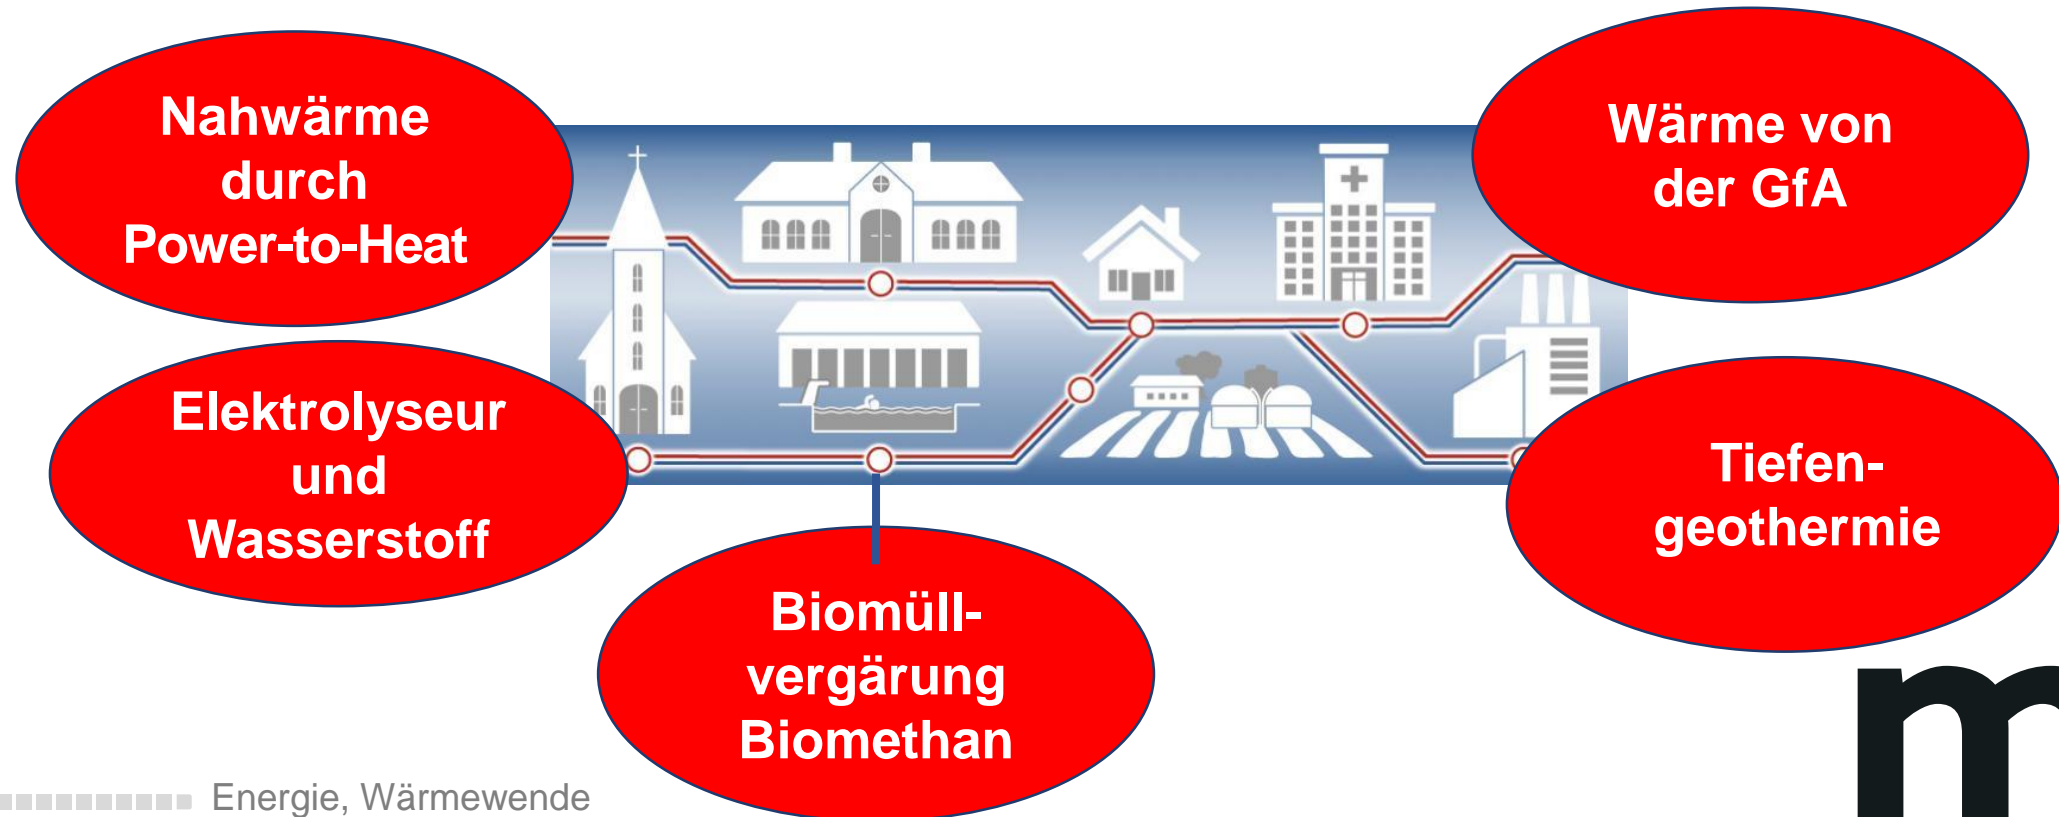 Nahwärme
durch
Power-to-Heat
Wärme von
der GfA
Elektrolyseur
und
Wasserstoff
Tiefen-
geothermie
Biomüll-
vergärung
Biomethan
Energie, Wärmewende
m